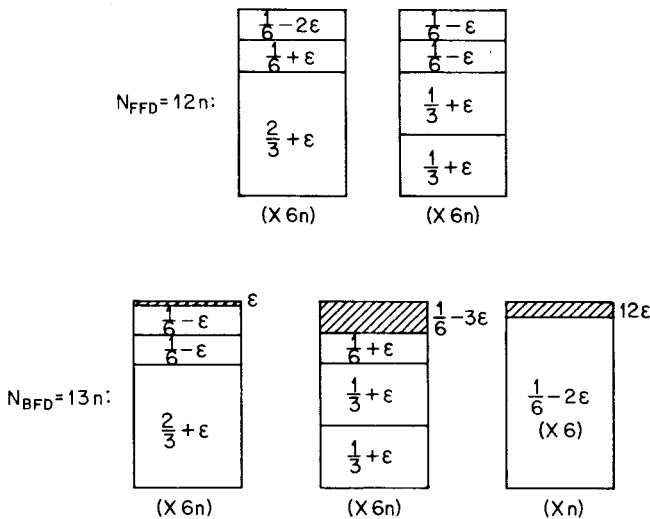 1/6 − 2ε
1/6 + ε
2/3 + ε
(X 6n)
1/6 − ε
1/6 − ε
1/3 + ε
1/3 + ε
(X 6n)
N_FFD = 12n:
ε
1/6 − ε
1/6 − ε
2/3 + ε
(X 6n)
1/6 − 3ε
1/6 + ε
1/3 + ε
1/3 + ε
(X 6n)
12ε
1/6 − 2ε
(X 6)
(X n)
N_BFD = 13n: